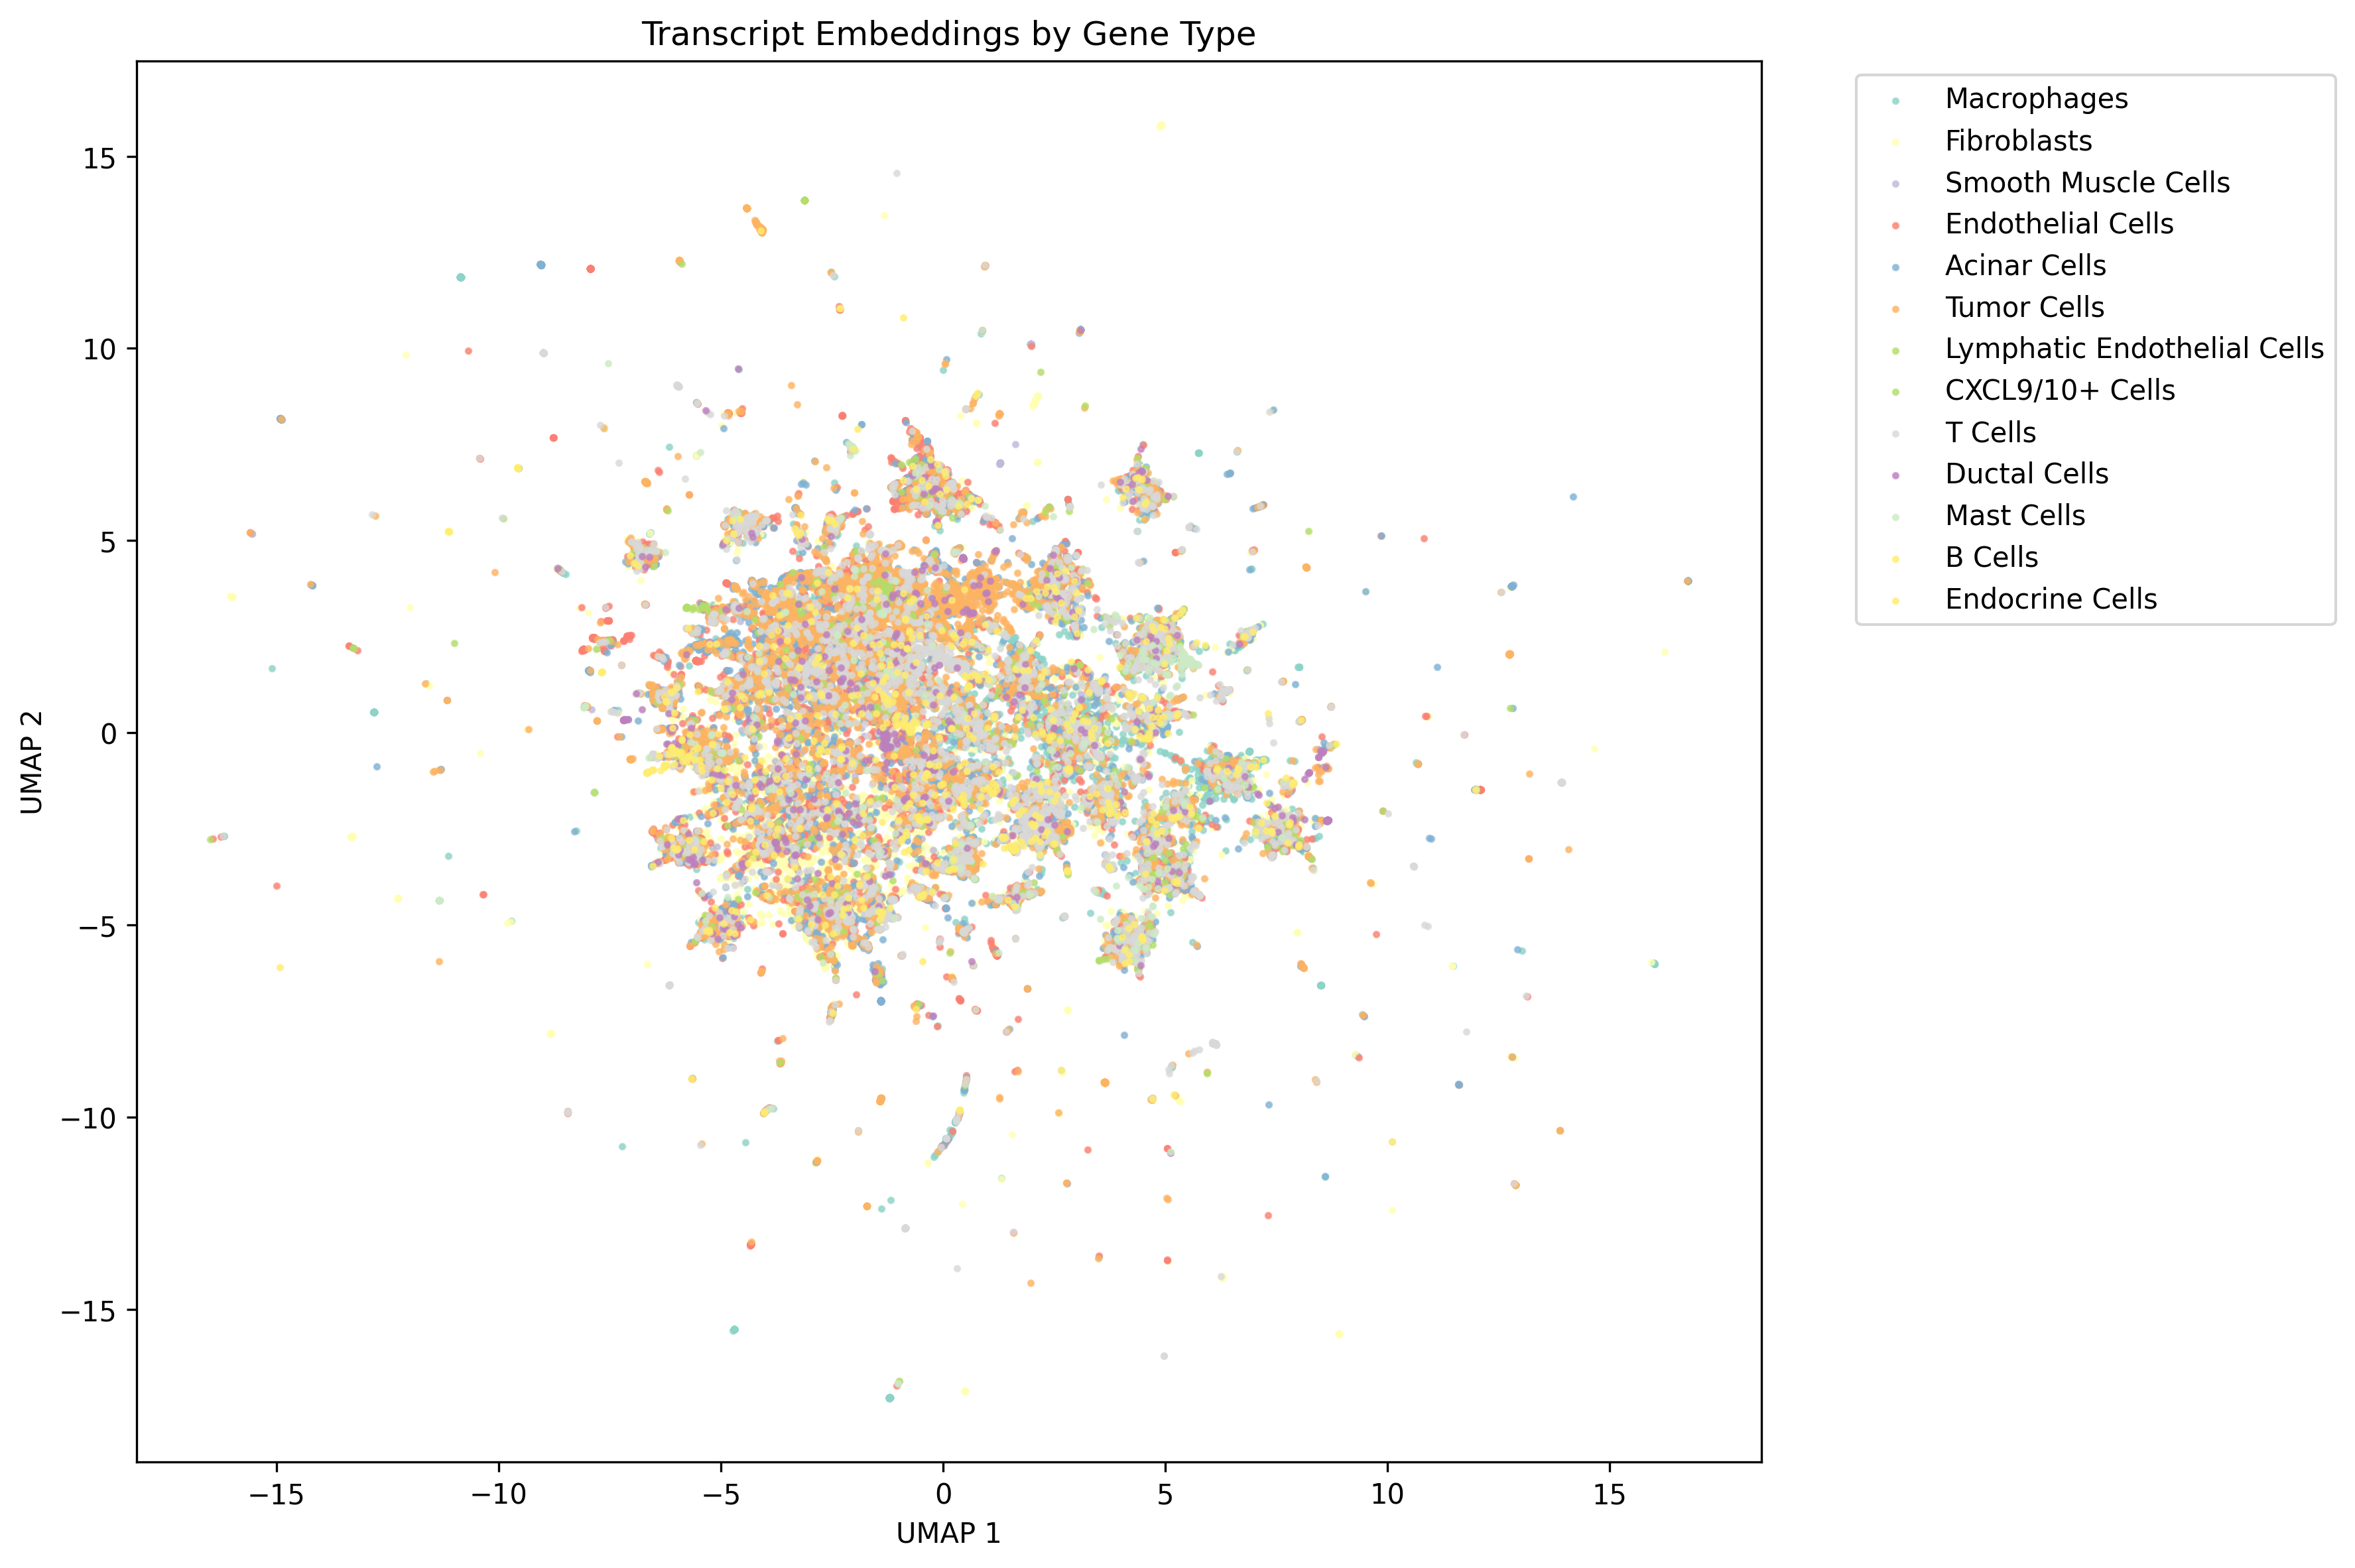 Transcript Embeddings by Gene Type
Macrophages
Fibroblasts
Smooth Muscle Cells
Endothelial Cells
Acinar Cells
Tumor Cells
Lymphatic Endothelial Cells
CXCL9/10+ Cells
T Cells
Ductal Cells
Mast Cells
B Cells
Endocrine Cells
UMAP 2
15
10
5
0
−5
−10
−15
−15 −10 −5 0 5 10 15
UMAP 1